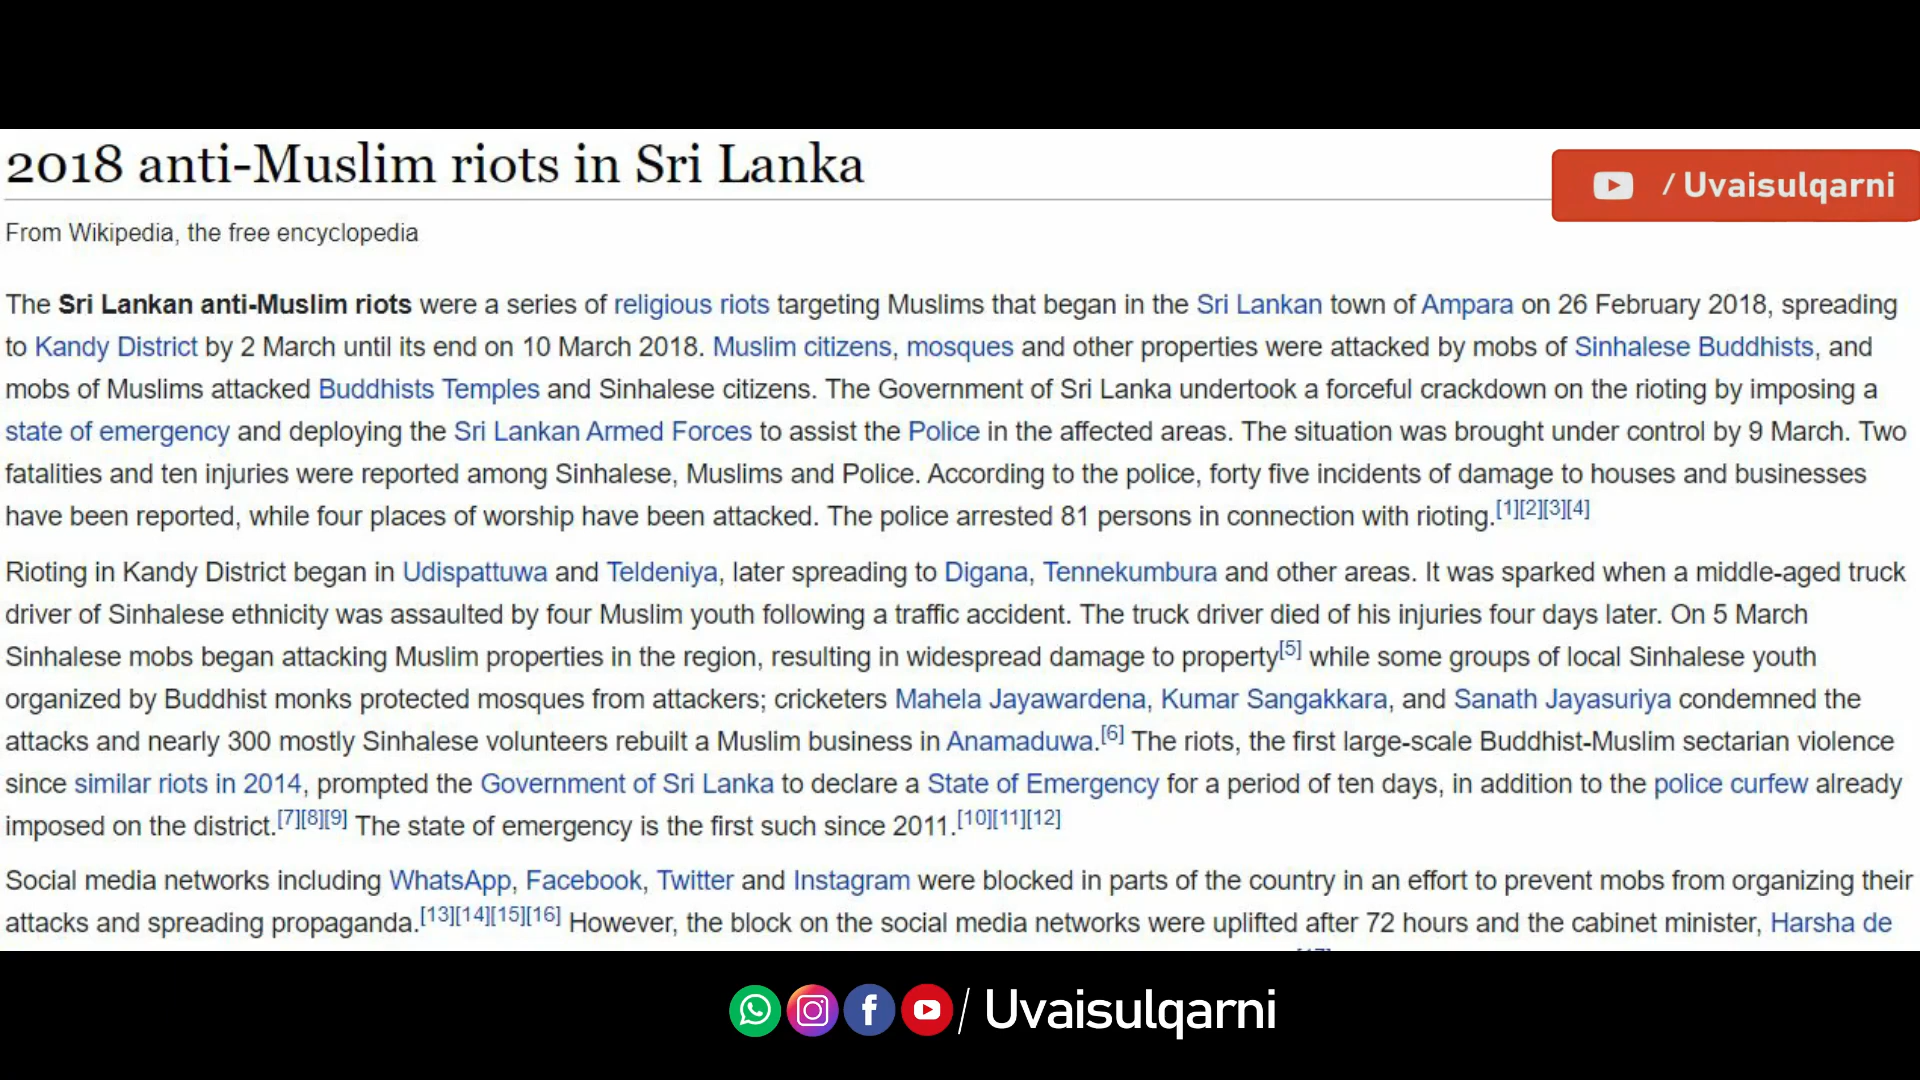 2018 anti-Muslim riots in Sri Lanka
/ Uvaisulqarni
From Wikipedia, the free encyclopedia
The Sri Lankan anti-Muslim riots were a series of religious riots targeting Muslims that began in the Sri Lankan town of Ampara on 26 February 2018, spreading
to Kandy District by 2 March until its end on 10 March 2018. Muslim citizens, mosques and other properties were attacked by mobs of Sinhalese Buddhists, and
mobs of Muslims attacked Buddhists Temples and Sinhalese citizens. The Government of Sri Lanka undertook a forceful crackdown on the rioting by imposing a
state of emergency and deploying the Sri Lankan Armed Forces to assist the Police in the affected areas. The situation was brought under control by 9 March. Two
fatalities and ten injuries were reported among Sinhalese, Muslims and Police. According to the police, forty five incidents of damage to houses and businesses
have been reported, while four places of worship have been attacked. The police arrested 81 persons in connection with rioting.[1][2][3][4]
Rioting in Kandy District began in Udispattuwa and Teldeniya, later spreading to Digana, Tennekumbura and other areas. It was sparked when a middle-aged truck
driver of Sinhalese ethnicity was assaulted by four Muslim youth following a traffic accident. The truck driver died of his injuries four days later. On 5 March
Sinhalese mobs began attacking Muslim properties in the region, resulting in widespread damage to property[5] while some groups of local Sinhalese youth
organized by Buddhist monks protected mosques from attackers; cricketers Mahela Jayawardena, Kumar Sangakkara, and Sanath Jayasuriya condemned the
attacks and nearly 300 mostly Sinhalese volunteers rebuilt a Muslim business in Anamaduwa.[6] The riots, the first large-scale Buddhist-Muslim sectarian violence
since similar riots in 2014, prompted the Government of Sri Lanka to declare a State of Emergency for a period of ten days, in addition to the police curfew already
imposed on the district.[7][8][9] The state of emergency is the first such since 2011.[10][11][12]
Social media networks including WhatsApp, Facebook, Twitter and Instagram were blocked in parts of the country in an effort to prevent mobs from organizing their
attacks and spreading propaganda.[13][14][15][16] However, the block on the social media networks were uplifted after 72 hours and the cabinet minister, Harsha de
/ Uvaisulqarni